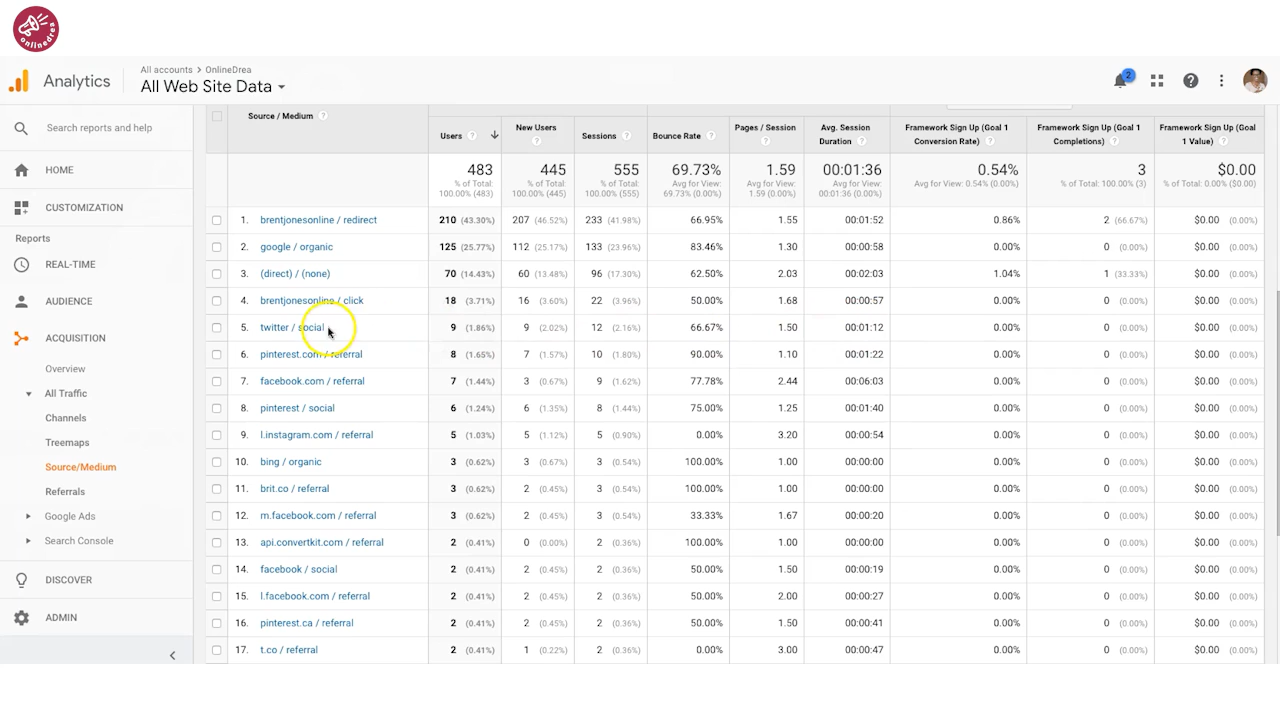 onlinedrea
All accounts > OnlineDrea
Analytics
All Web Site Data
2
Search reports and help
HOME
CUSTOMIZATION
Reports
REAL-TIME
AUDIENCE
ACQUISITION
Overview
All Traffic
Channels
Treemaps
Source/Medium
Referrals
Google Ads
Search Console
DISCOVER
ADMIN
Source / Medium Users New Users Sessions Bounce Rate Pages / Session Avg. Session Duration Framework Sign Up (Goal 1 Conversion Rate) Framework Sign Up (Goal 1 Completions) Framework Sign Up (Goal 1 Value)
483 445 555 69.73% 1.59 00:01:36 0.54% 3 $0.00
% of Total: 100.00% (483) % of Total: 100.00% (445) % of Total: 100.00% (555) Avg for View: 69.73% (0.00%) Avg for View: 1.59 (0.00%) Avg for View: 00:01:36 (0.00%) Avg for View: 0.54% (0.00%) % of Total: 100.00% (3) % of Total: 0.00% ($0.00)
1. brentjonesonline / redirect 210 (43.30%) 207 (46.52%) 233 (41.98%) 66.95% 1.55 00:01:52 0.86% 2 (66.67%) $0.00 (0.00%)
2. google / organic 125 (25.77%) 112 (25.17%) 133 (23.96%) 83.46% 1.30 00:00:58 0.00% 0 (0.00%) $0.00 (0.00%)
3. (direct) / (none) 70 (14.43%) 60 (13.48%) 96 (17.30%) 62.50% 2.03 00:02:03 1.04% 1 (33.33%) $0.00 (0.00%)
4. brentjonesonline / click 18 (3.71%) 16 (3.60%) 22 (3.96%) 50.00% 1.68 00:00:57 0.00% 0 (0.00%) $0.00 (0.00%)
5. twitter / social 9 (1.86%) 9 (2.02%) 12 (2.16%) 66.67% 1.50 00:01:12 0.00% 0 (0.00%) $0.00 (0.00%)
6. pinterest.com / referral 8 (1.65%) 7 (1.57%) 10 (1.80%) 90.00% 1.10 00:01:22 0.00% 0 (0.00%) $0.00 (0.00%)
7. facebook.com / referral 7 (1.44%) 3 (0.67%) 9 (1.62%) 77.78% 2.44 00:06:03 0.00% 0 (0.00%) $0.00 (0.00%)
8. pinterest / social 6 (1.24%) 6 (1.35%) 8 (1.44%) 75.00% 1.25 00:01:40 0.00% 0 (0.00%) $0.00 (0.00%)
9. l.instagram.com / referral 5 (1.03%) 5 (1.12%) 5 (0.90%) 0.00% 3.20 00:00:54 0.00% 0 (0.00%) $0.00 (0.00%)
10. bing / organic 3 (0.62%) 3 (0.67%) 3 (0.54%) 100.00% 1.00 00:00:00 0.00% 0 (0.00%) $0.00 (0.00%)
11. brit.co / referral 3 (0.62%) 2 (0.45%) 3 (0.54%) 100.00% 1.00 00:00:00 0.00% 0 (0.00%) $0.00 (0.00%)
12. m.facebook.com / referral 3 (0.62%) 2 (0.45%) 3 (0.54%) 33.33% 1.67 00:00:20 0.00% 0 (0.00%) $0.00 (0.00%)
13. api.convertkit.com / referral 2 (0.41%) 0 (0.00%) 2 (0.36%) 100.00% 1.00 00:00:00 0.00% 0 (0.00%) $0.00 (0.00%)
14. facebook / social 2 (0.41%) 2 (0.45%) 2 (0.36%) 50.00% 1.50 00:00:19 0.00% 0 (0.00%) $0.00 (0.00%)
15. l.facebook.com / referral 2 (0.41%) 2 (0.45%) 2 (0.36%) 50.00% 2.00 00:00:27 0.00% 0 (0.00%) $0.00 (0.00%)
16. pinterest.ca / referral 2 (0.41%) 2 (0.45%) 2 (0.36%) 50.00% 1.50 00:00:41 0.00% 0 (0.00%) $0.00 (0.00%)
17. t.co / referral 2 (0.41%) 1 (0.22%) 2 (0.36%) 0.00% 3.00 00:00:47 0.00% 0 (0.00%) $0.00 (0.00%)